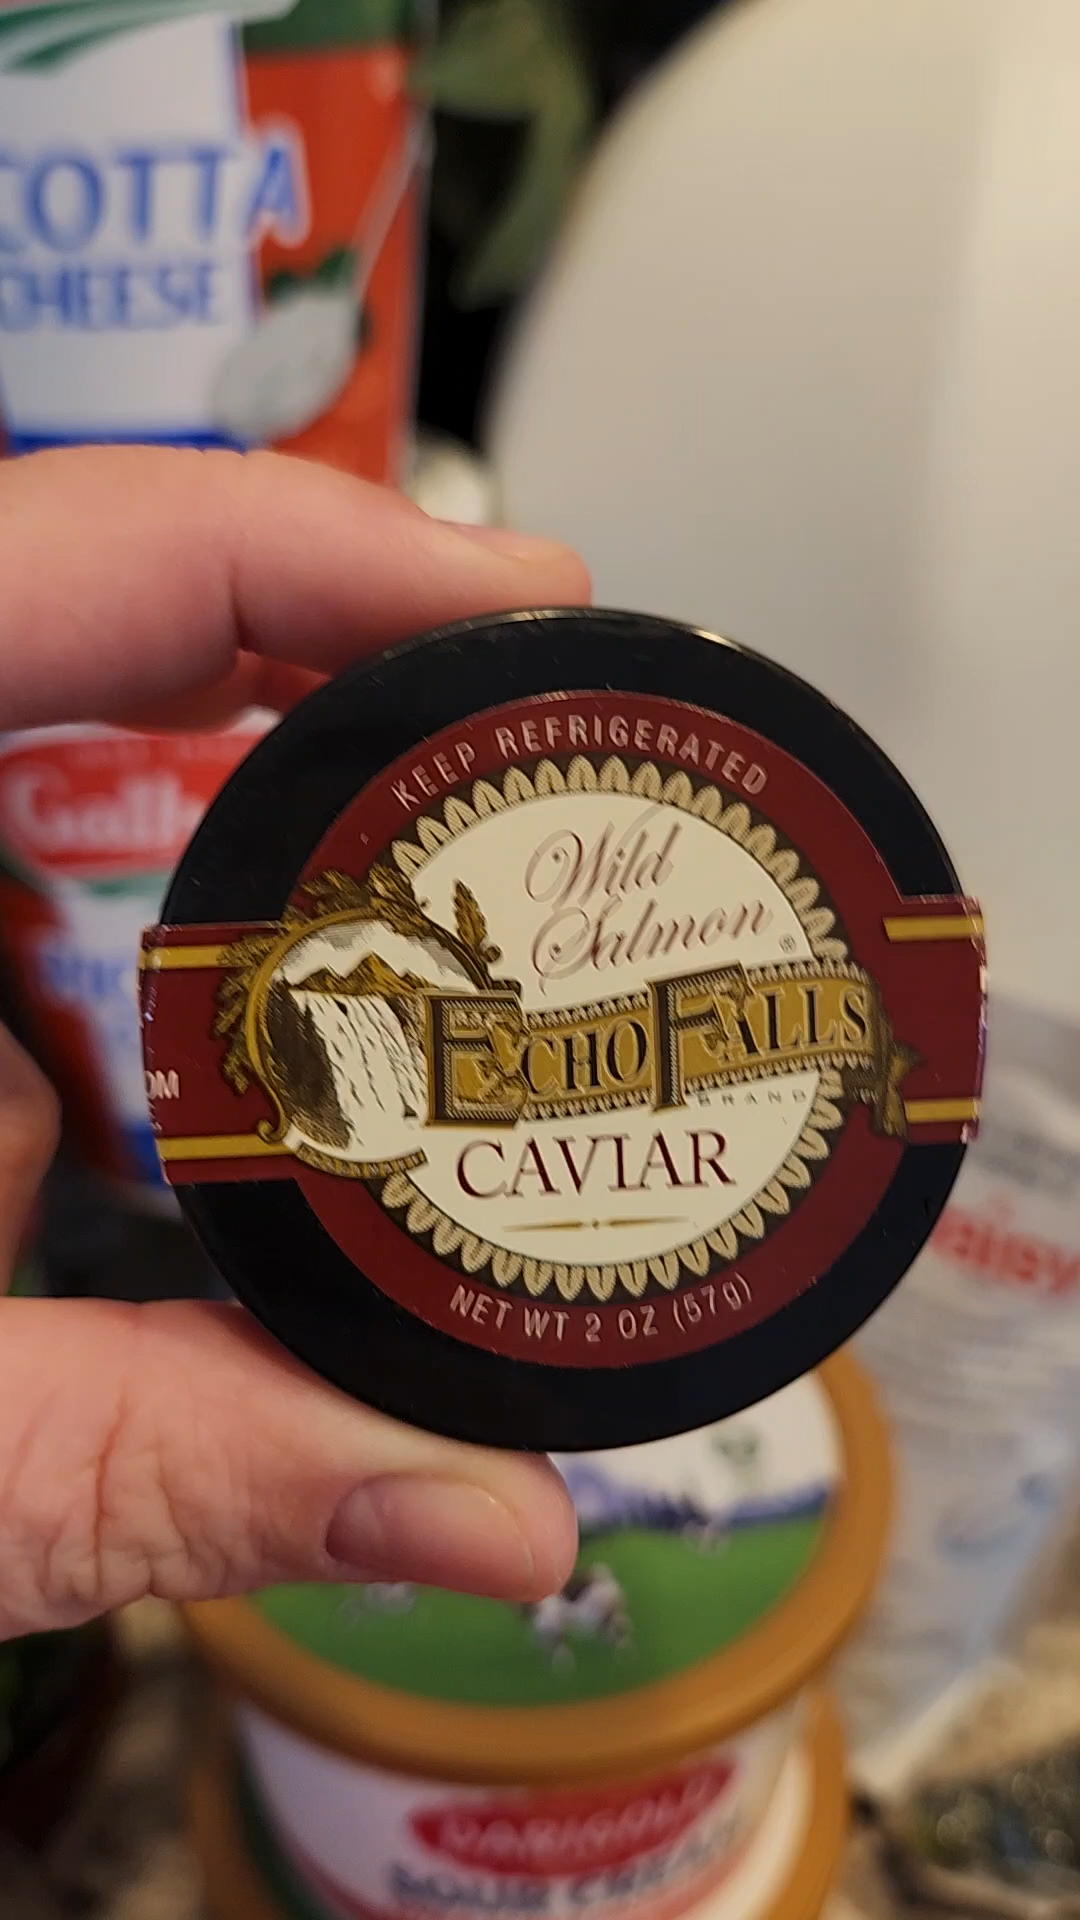 COTTA
CHEESE
KEEP REFRIGERATED
Wild
Salmon
®
ECHO FALLS
BRAND
CAVIAR
NET WT 2 OZ (57g)
OM
DARIGOLD
SOUR CREAM